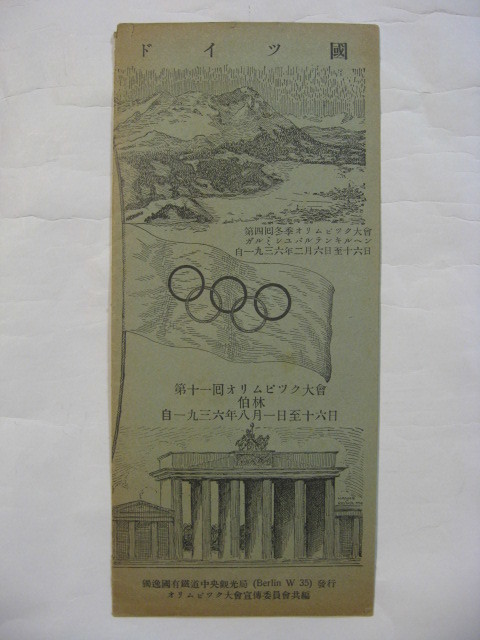 ドイツ國
第四囘冬季オリムピツク大會
ガルミシユパルテンキルヘン
自一九三六年二月六日至十六日
第十一囘オリムピツク大會
伯林
自一九三六年八月一日至十六日
獨逸國有鐵道中央觀光局 (Berlin W 35) 發行
オリムピツク大會宣傳委員會共編